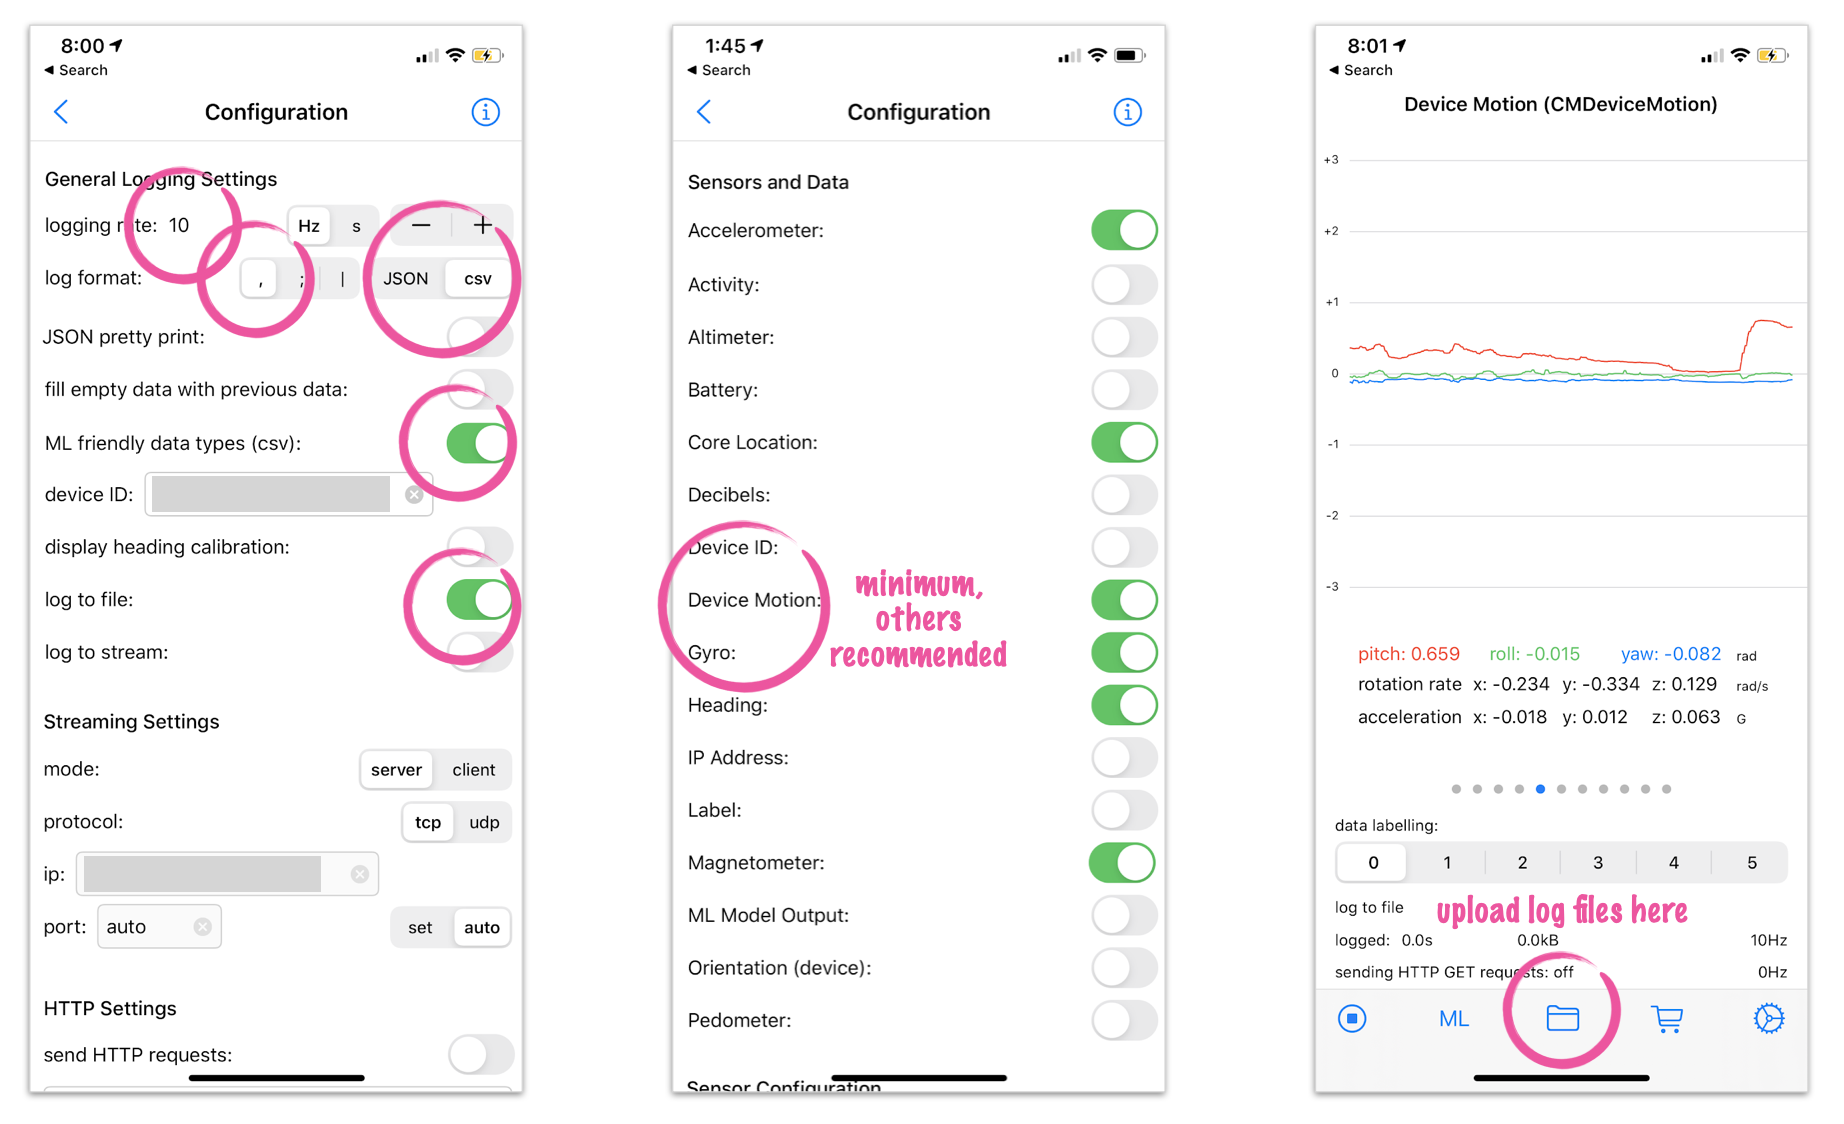 8:00
◀ Search
Configuration
General Logging Settings
logging rate: 10 Hz s − +
log format: , ; | JSON csv
JSON pretty print:
fill empty data with previous data:
ML friendly data types (csv):
device ID:
display heading calibration:
log to file:
log to stream:
Streaming Settings
mode: server client
protocol: tcp udp
ip:
port: auto set auto
HTTP Settings
send HTTP requests:
1:45
◀ Search
Configuration
Sensors and Data
Accelerometer:
Activity:
Altimeter:
Battery:
Core Location:
Decibels:
Device ID:
Device Motion:
Gyro:
minimum,
others
recommended
Heading:
IP Address:
Label:
Magnetometer:
ML Model Output:
Orientation (device):
Pedometer:
Sensor Configuration
8:01
◀ Search
Device Motion (CMDeviceMotion)
+3
+2
+1
0
-1
-2
-3
pitch: 0.659 roll: -0.015 yaw: -0.082 rad
rotation rate x: -0.234 y: -0.334 z: 0.129 rad/s
acceleration x: -0.018 y: 0.012 z: 0.063 G
data labelling:
0 1 2 3 4 5
log to file
upload log files here
logged: 0.0s 0.0kB 10Hz
sending HTTP GET requests: off 0Hz
ML